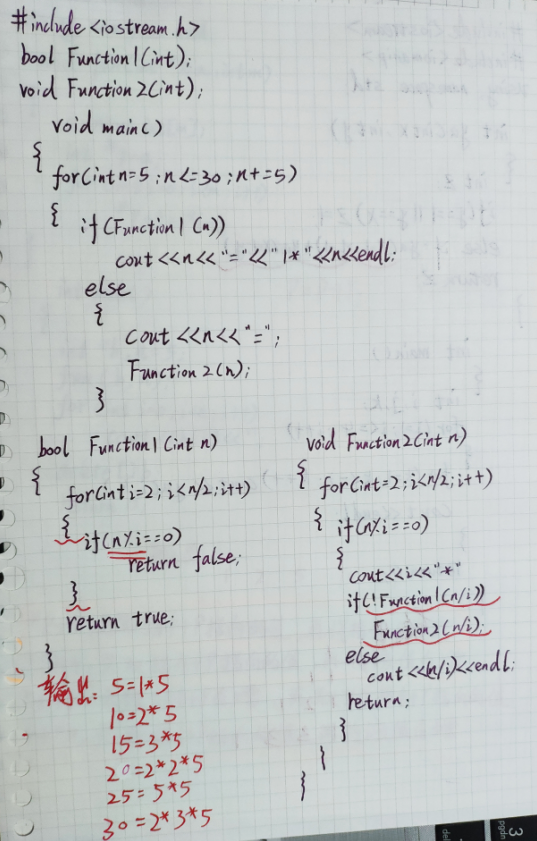 #include <iostream.h>
bool Function1(int);
void Function2(int);
void main()
{
for(int n=5;n<=30;n+=5)
{ if(Function1(n))
cout<<n<<"="<<"1*"<<n<<endl;
else
{
cout<<n<<"=";
Function2(n);
}
bool Function1(int n)
{ for(int i=2;i<n/2;i++)
{ if(n%i==0)
return false;
}
return true;
}
void Function2(int n)
{ for(int=2;i<n/2;i++)
{ if(n%i==0)
{
cout<<i<<"*"
if(!Function1(n/i))
Function2(n/i);
else
cout<<(n/i)<<endl;
return;
}
}
}
输出: 5=1*5
10=2*5
15=3*5
20=2*2*5
25=5*5
30=2*3*5
pgdn
3